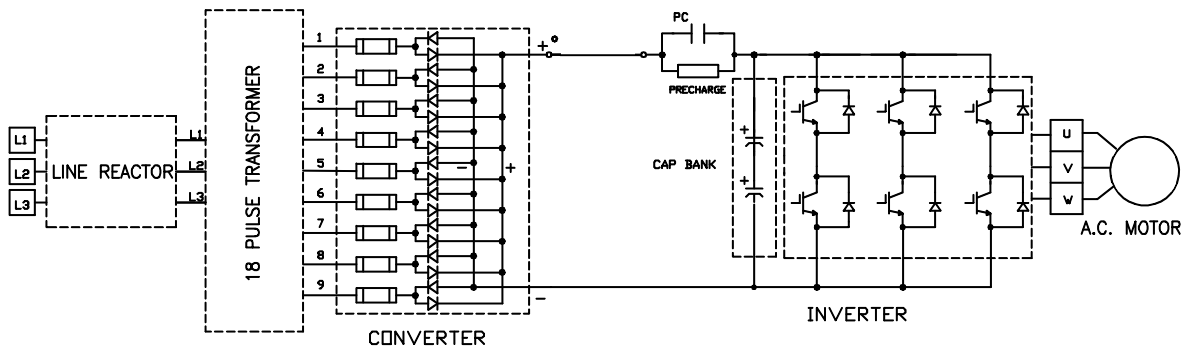 L1
L2
L3
LINE REACTOR
L1
L2
L3
18 PULSE TRANSFORMER
1
2
3
4
5
6
7
8
9
-
+
CONVERTER
+°
-
PC
PRECHARGE
CAP BANK
+
+
INVERTER
U
V
W
A.C. MOTOR